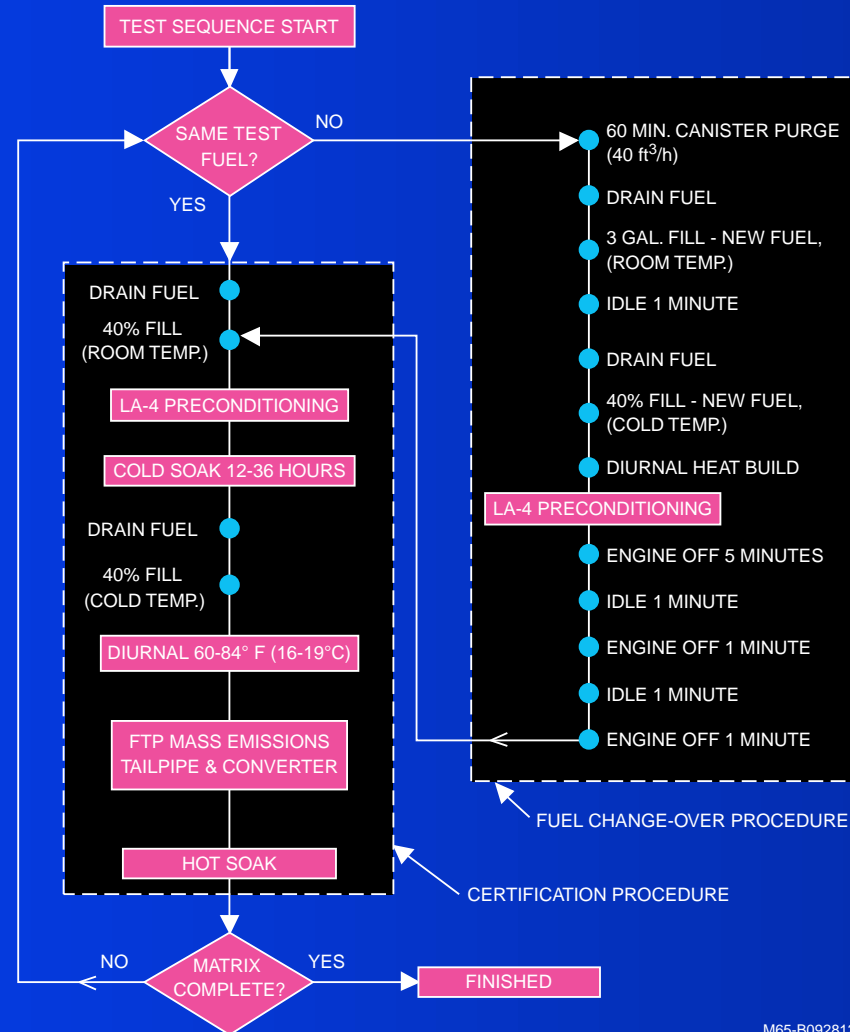 TEST SEQUENCE START
SAME TEST
FUEL?
NO
YES
DRAIN FUEL
40% FILL
(ROOM TEMP.)
LA-4 PRECONDITIONING
COLD SOAK 12-36 HOURS
DRAIN FUEL
40% FILL
(COLD TEMP.)
DIURNAL 60-84° F (16-19°C)
FTP MASS EMISSIONS
TAILPIPE & CONVERTER
HOT SOAK
CERTIFICATION PROCEDURE
60 MIN. CANISTER PURGE
(40 ft³/h)
DRAIN FUEL
3 GAL. FILL - NEW FUEL,
(ROOM TEMP.)
IDLE 1 MINUTE
DRAIN FUEL
40% FILL - NEW FUEL,
(COLD TEMP.)
DIURNAL HEAT BUILD
LA-4 PRECONDITIONING
ENGINE OFF 5 MINUTES
IDLE 1 MINUTE
ENGINE OFF 1 MINUTE
IDLE 1 MINUTE
ENGINE OFF 1 MINUTE
FUEL CHANGE-OVER PROCEDURE
NO
MATRIX
COMPLETE?
YES
FINISHED